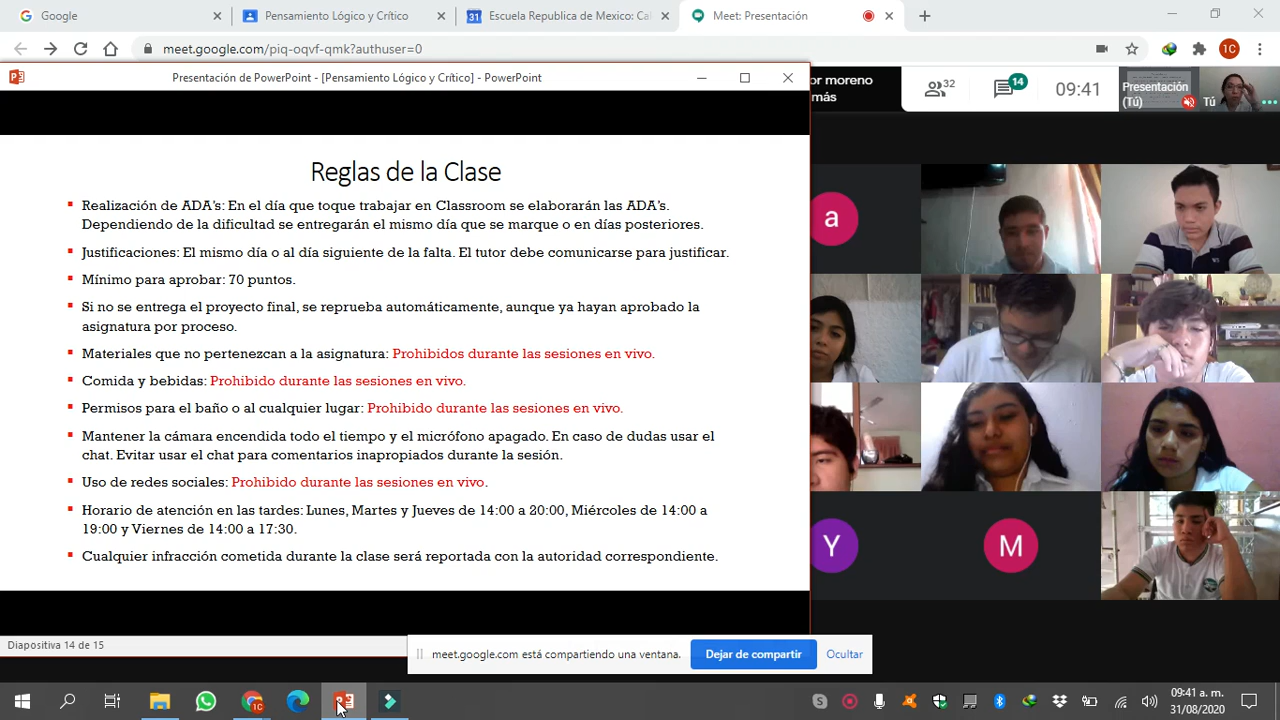 Google
Pensamiento Lógico y Crítico
Escuela Republica de Mexico: Cal
Meet: Presentación
meet.google.com/piq-oqvf-qmk?authuser=0
1C
Presentación de PowerPoint - [Pensamiento Lógico y Crítico] - PowerPoint
or moreno
más
32
14
09:41
Presentación
(Tú)
Tú
Reglas de la Clase
Realización de ADA's: En el día que toque trabajar en Classroom se elaborarán las ADA's.
Dependiendo de la dificultad se entregarán el mismo día que se marque o en días posteriores.
Justificaciones: El mismo día o al día siguiente de la falta. El tutor debe comunicarse para justificar.
Mínimo para aprobar: 70 puntos.
Si no se entrega el proyecto final, se reprueba automáticamente, aunque ya hayan aprobado la
asignatura por proceso.
Materiales que no pertenezcan a la asignatura: Prohibidos durante las sesiones en vivo.
Comida y bebidas: Prohibido durante las sesiones en vivo.
Permisos para el baño o al cualquier lugar: Prohibido durante las sesiones en vivo.
Mantener la cámara encendida todo el tiempo y el micrófono apagado. En caso de dudas usar el
chat. Evitar usar el chat para comentarios inapropiados durante la sesión.
Uso de redes sociales: Prohibido durante las sesiones en vivo.
Horario de atención en las tardes: Lunes, Martes y Jueves de 14:00 a 20:00, Miércoles de 14:00 a
19:00 y Viernes de 14:00 a 17:30.
Cualquier infracción cometida durante la clase será reportada con la autoridad correspondiente.
a
Y
M
Diapositiva 14 de 15
meet.google.com está compartiendo una ventana.
Dejar de compartir
Ocultar
09:41 a. m.
31/08/2020